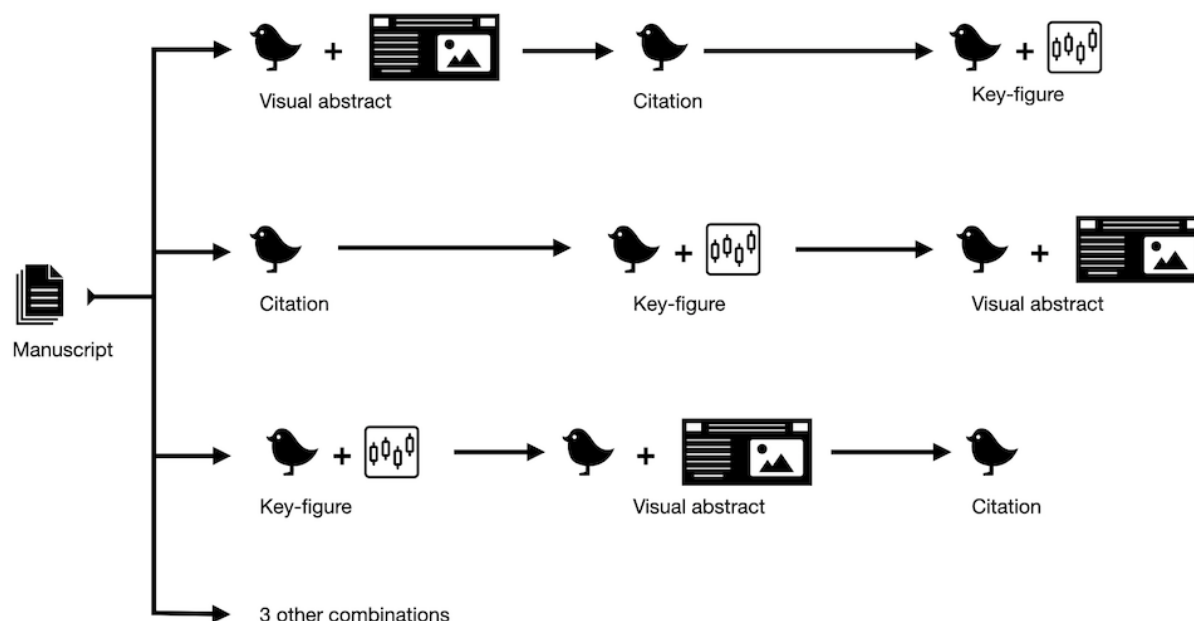 Visual abstract
Citation
Key-figure
Citation
Key-figure
Visual abstract
Manuscript
Key-figure
Visual abstract
Citation
3 other combinations